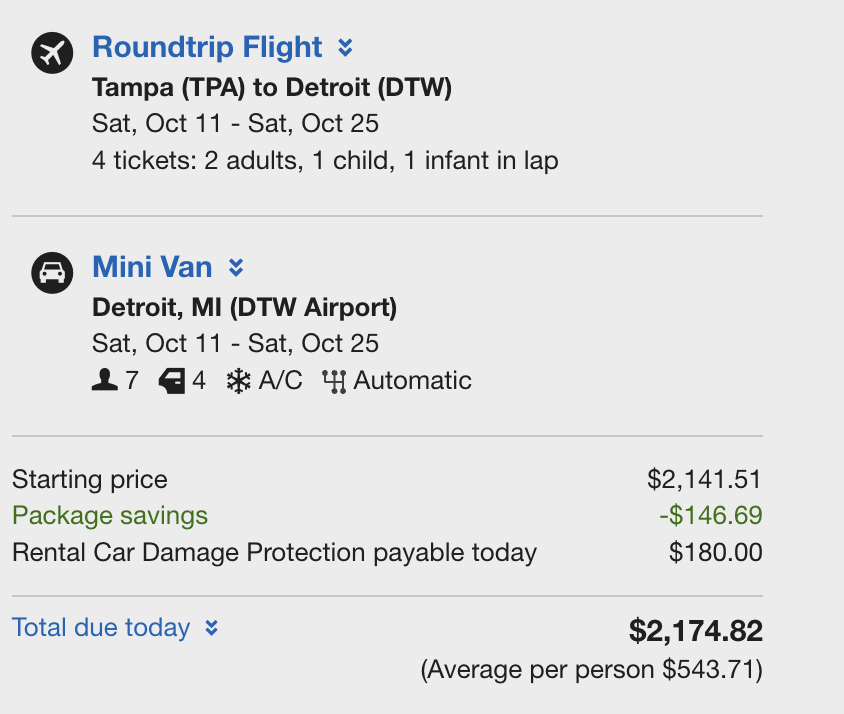 Roundtrip Flight
Tampa (TPA) to Detroit (DTW)
Sat, Oct 11 - Sat, Oct 25
4 tickets: 2 adults, 1 child, 1 infant in lap
Mini Van
Detroit, MI (DTW Airport)
Sat, Oct 11 - Sat, Oct 25
7 4 A/C Automatic
Starting price $2,141.51
Package savings -$146.69
Rental Car Damage Protection payable today $180.00
Total due today $2,174.82
(Average per person $543.71)